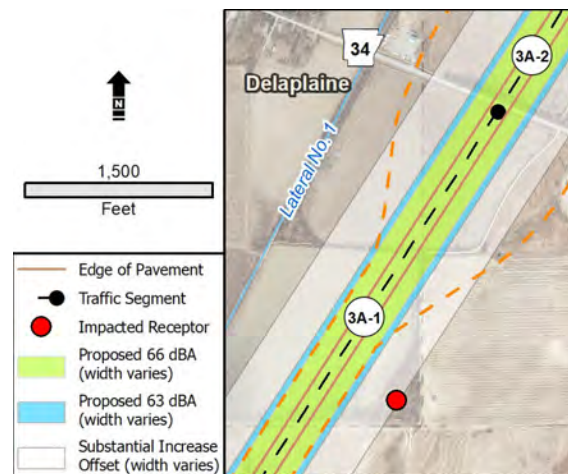 34
3A-2
Delaplaine
Lateral No. 1
N
1,500
Feet
3A-1
Edge of Pavement
Traffic Segment
Impacted Receptor
Proposed 66 dBA
(width varies)
Proposed 63 dBA
(width varies)
Substantial Increase
Offset (width varies)